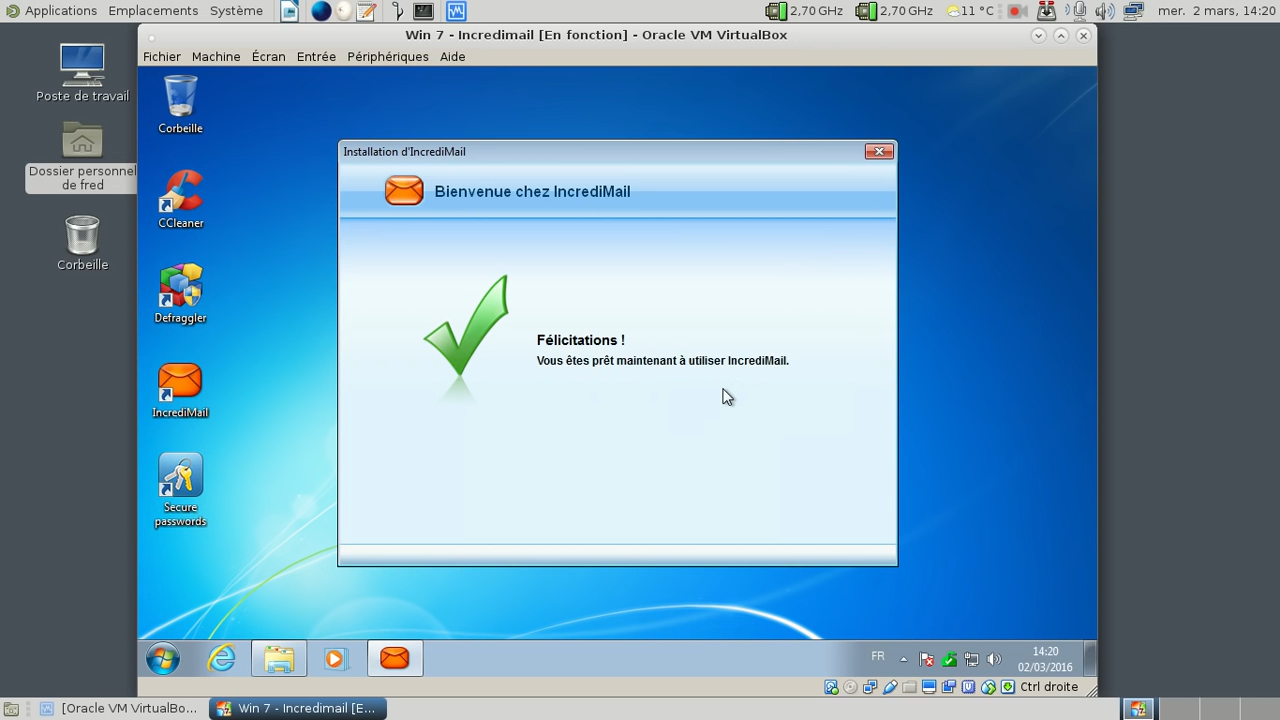 Applications Emplacements Système 2,70 GHz 2,70 GHz 11 °C mer. 2 mars, 14:20
Win 7 - Incredimail [En fonction] - Oracle VM VirtualBox
Fichier Machine Écran Entrée Périphériques Aide
Poste de travail
Dossier personnel
de fred
Corbeille
Corbeille
CCleaner
Defraggler
IncrediMail
Secure
passwords
Installation d'IncrediMail
Bienvenue chez IncrediMail
Félicitations !
Vous êtes prêt maintenant à utiliser IncrediMail.
FR
14:20
02/03/2016
Ctrl droite
[Oracle VM VirtualBo...
Win 7 - Incredimail [E...